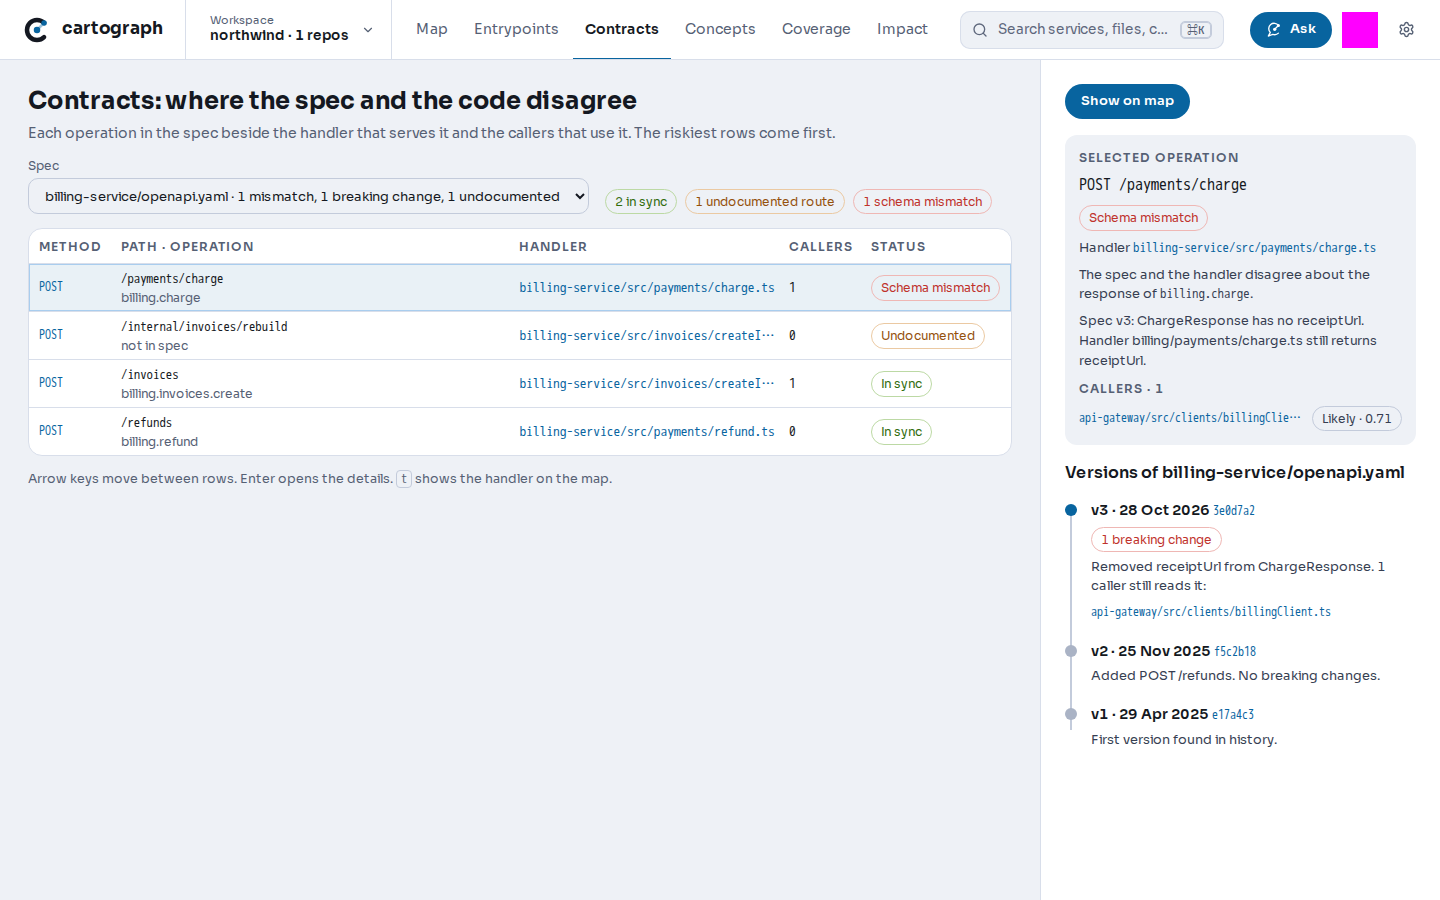 cartograph
Workspace
northwind · 1 repos
Map
Entrypoints
Contracts
Concepts
Coverage
Impact
Search services, files, c...
⌘K
Ask
Contracts: where the spec and the code disagree
Each operation in the spec beside the handler that serves it and the callers that use it. The riskiest rows come first.
Spec
billing-service/openapi.yaml · 1 mismatch, 1 breaking change, 1 undocumented
2 in sync
1 undocumented route
1 schema mismatch
METHOD PATH · OPERATION HANDLER CALLERS STATUS
POST /payments/charge billing-service/src/payments/charge.ts 1 Schema mismatch
billing.charge
POST /internal/invoices/rebuild billing-service/src/invoices/createI... 0 Undocumented
not in spec
POST /invoices billing-service/src/invoices/createI... 1 In sync
billing.invoices.create
POST /refunds billing-service/src/payments/refund.ts 0 In sync
billing.refund
Arrow keys move between rows. Enter opens the details. t shows the handler on the map.
Show on map
SELECTED OPERATION
POST /payments/charge
Schema mismatch
Handler billing-service/src/payments/charge.ts
The spec and the handler disagree about the
response of billing.charge.
Spec v3: ChargeResponse has no receiptUrl.
Handler billing/payments/charge.ts still returns
receiptUrl.
CALLERS · 1
api-gateway/src/clients/billingClie... Likely · 0.71
Versions of billing-service/openapi.yaml
v3 · 28 Oct 2026 3e0d7a2
1 breaking change
Removed receiptUrl from ChargeResponse. 1
caller still reads it:
api-gateway/src/clients/billingClient.ts
v2 · 25 Nov 2025 f5c2b18
Added POST /refunds. No breaking changes.
v1 · 29 Apr 2025 e17a4c3
First version found in history.